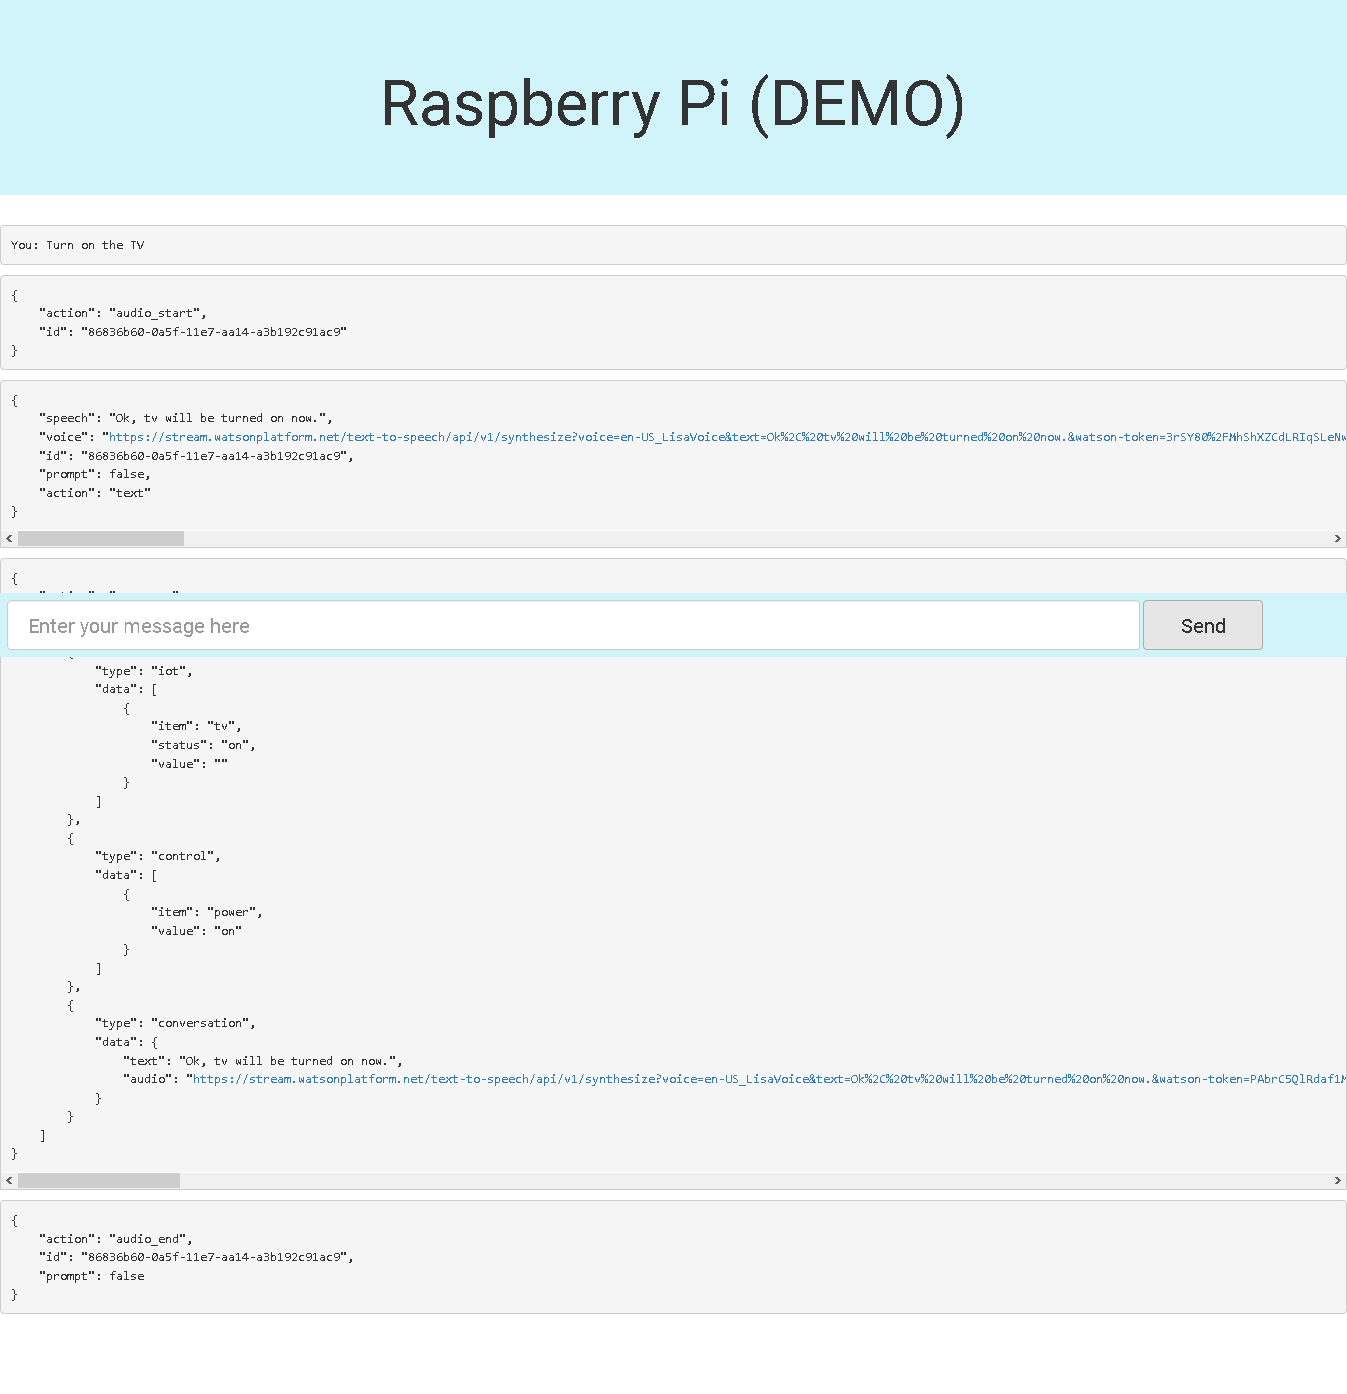 Raspberry Pi (DEMO)
You: Turn on the TV
{
    "action": "audio_start",
    "id": "86836b60-0a5f-11e7-aa14-a3b192c91ac9"
}
{
    "speech": "Ok, tv will be turned on now.",
    "voice": "https://stream.watsonplatform.net/text-to-speech/api/v1/synthesize?voice=en-US_LisaVoice&text=Ok%2C%20tv%20will%20be%20turned%20on%20now.&watson-token=3rSY80%2FMhShXZCdLRIqSLeNw
    "id": "86836b60-0a5f-11e7-aa14-a3b192c91ac9",
    "prompt": false,
    "action": "text"
}
{
Enter your message here
Send
            "type": "iot",
            "data": [
                {
                    "item": "tv",
                    "status": "on",
                    "value": ""
                }
            ]
        },
        {
            "type": "control",
            "data": [
                {
                    "item": "power",
                    "value": "on"
                }
            ]
        },
        {
            "type": "conversation",
            "data": {
                "text": "Ok, tv will be turned on now.",
                "audio": "https://stream.watsonplatform.net/text-to-speech/api/v1/synthesize?voice=en-US_LisaVoice&text=Ok%2C%20tv%20will%20be%20turned%20on%20now.&watson-token=PAbrC5QlRdaf1M
            }
        }
    ]
}
{
    "action": "audio_end",
    "id": "86836b60-0a5f-11e7-aa14-a3b192c91ac9",
    "prompt": false
}